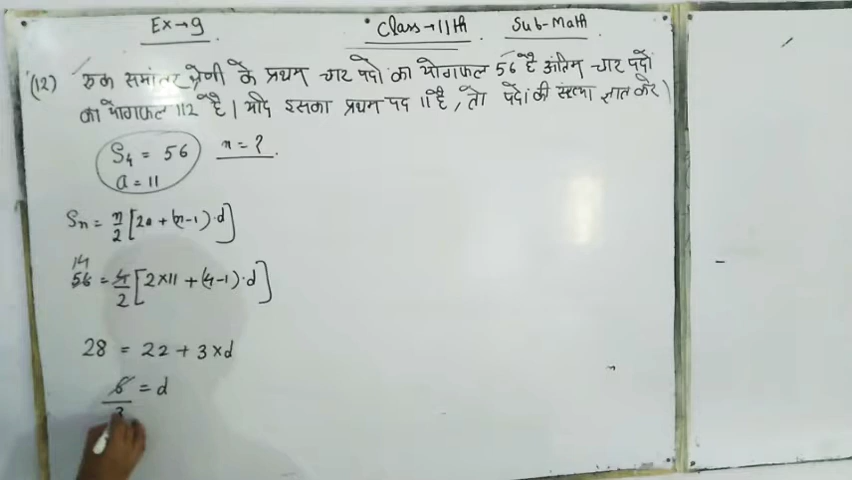 Ex → 9 Class → 11th Sub - Math
(12) एक समांतर श्रेणी के प्रथम चार पदों का योगफल 56 है अंतिम चार पदों
का योगफल 112 है। यदि इसका प्रथम पद 11 है, तो पदों की संख्या ज्ञात करे।
S₄ = 56 n = ?
a = 11
Sn = n/2 [2a + (n-1)·d]
14
56 = 4/2 [2×11 + (4-1)·d]
28 = 22 + 3×d
6/3 = d